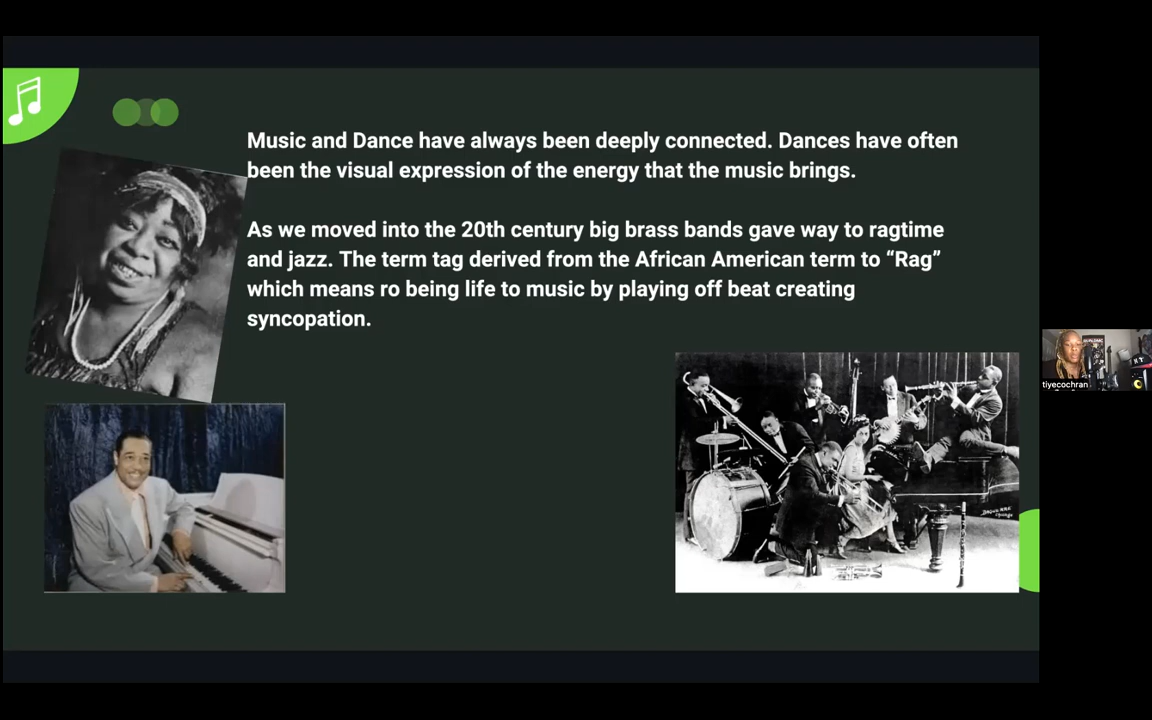 Music and Dance have always been deeply connected. Dances have often
been the visual expression of the energy that the music brings.
As we moved into the 20th century big brass bands gave way to ragtime
and jazz. The term tag derived from the African American term to “Rag”
which means ro being life to music by playing off beat creating
syncopation.
tiyecochran